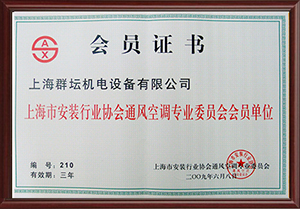 会员证书
上海群坛机电设备有限公司
上海市安装行业协会通风空调专业委员会会员单位
编 号：210
有效期：三年
上海市安装行业协会通风空调专业委员会
二〇〇九年六月八日